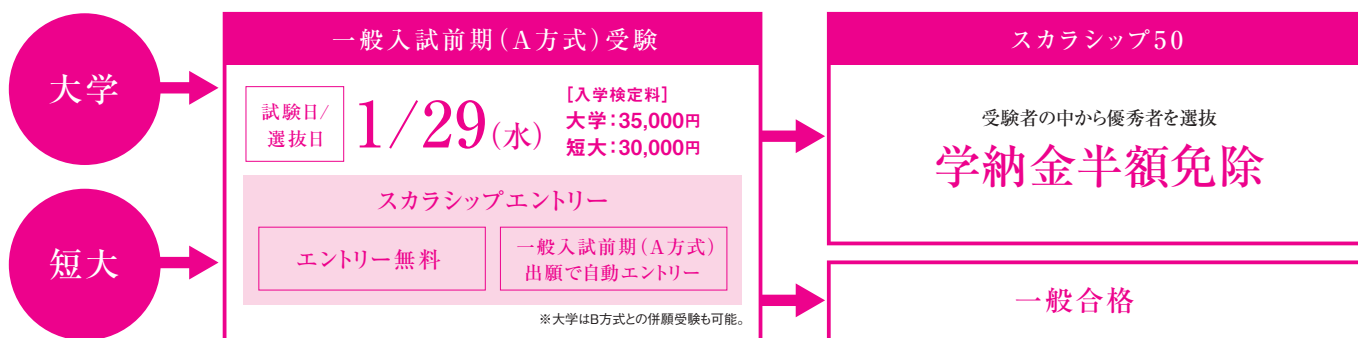 大学
短大
一般入試前期(A方式)受験
試験日/
選抜日
1/29(水)
[入学検定料]
大学:35,000円
短大:30,000円
スカラシップエントリー
エントリー無料
一般入試前期(A方式)
出願で自動エントリー
※大学はB方式との併願受験も可能。
スカラシップ50
受験者の中から優秀者を選抜
学納金半額免除
一般合格